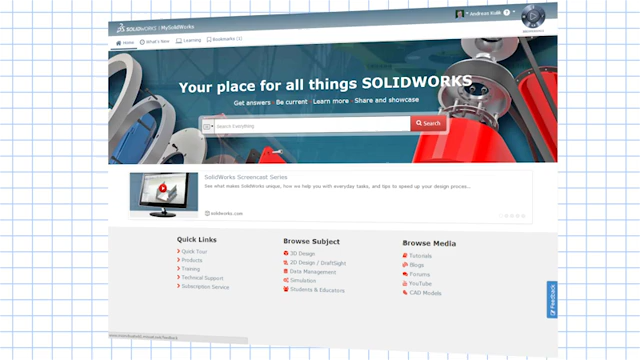 SOLIDWORKS | MySolidWorks
Andreas Kulik
Home What's New Learning Bookmarks (1)
Your place for all things SOLIDWORKS
Get answers · Be current · Learn more · Share and showcase
Search Everything
Search
SolidWorks Screencast Series
See what makes SolidWorks unique, how we help you with everyday tasks, and tips to speed up your design proces...
solidworks.com
Quick Links
Quick Tour
Products
Training
Technical Support
Subscription Service
Browse Subject
3D Design
2D Design / DraftSight
Data Management
Simulation
Students & Educators
Browse Media
Tutorials
Blogs
Forums
YouTube
CAD Models
Feedback